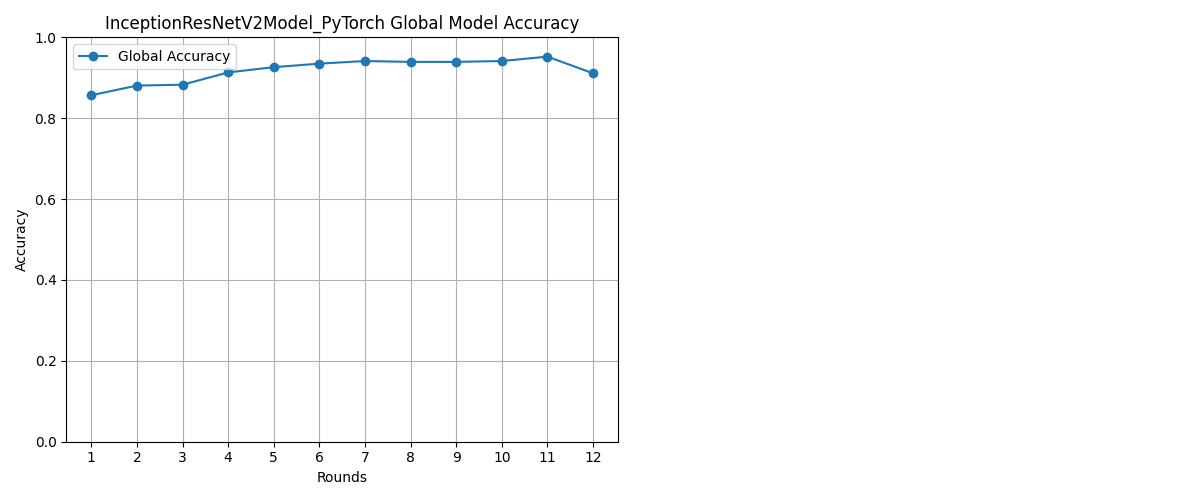 InceptionResNetV2Model_PyTorch Global Model Accuracy
Global Accuracy
1.0
0.8
0.6
0.4
0.2
0.0
Accuracy
1 2 3 4 5 6 7 8 9 10 11 12
Rounds